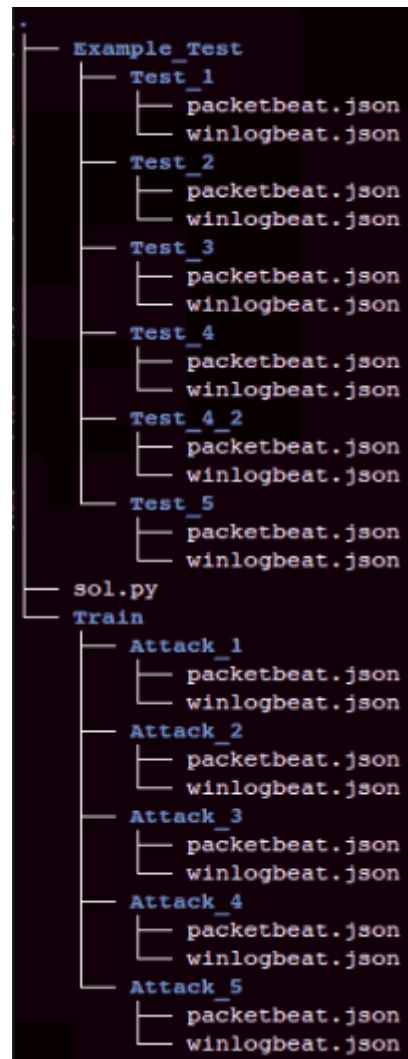 .
├── Example_Test
│   ├── Test_1
│   │   ├── packetbeat.json
│   │   └── winlogbeat.json
│   ├── Test_2
│   │   ├── packetbeat.json
│   │   └── winlogbeat.json
│   ├── Test_3
│   │   ├── packetbeat.json
│   │   └── winlogbeat.json
│   ├── Test_4
│   │   ├── packetbeat.json
│   │   └── winlogbeat.json
│   ├── Test_4_2
│   │   ├── packetbeat.json
│   │   └── winlogbeat.json
│   └── Test_5
│       ├── packetbeat.json
│       └── winlogbeat.json
├── sol.py
└── Train
    ├── Attack_1
    │   ├── packetbeat.json
    │   └── winlogbeat.json
    ├── Attack_2
    │   ├── packetbeat.json
    │   └── winlogbeat.json
    ├── Attack_3
    │   ├── packetbeat.json
    │   └── winlogbeat.json
    ├── Attack_4
    │   ├── packetbeat.json
    │   └── winlogbeat.json
    └── Attack_5
        ├── packetbeat.json
        └── winlogbeat.json